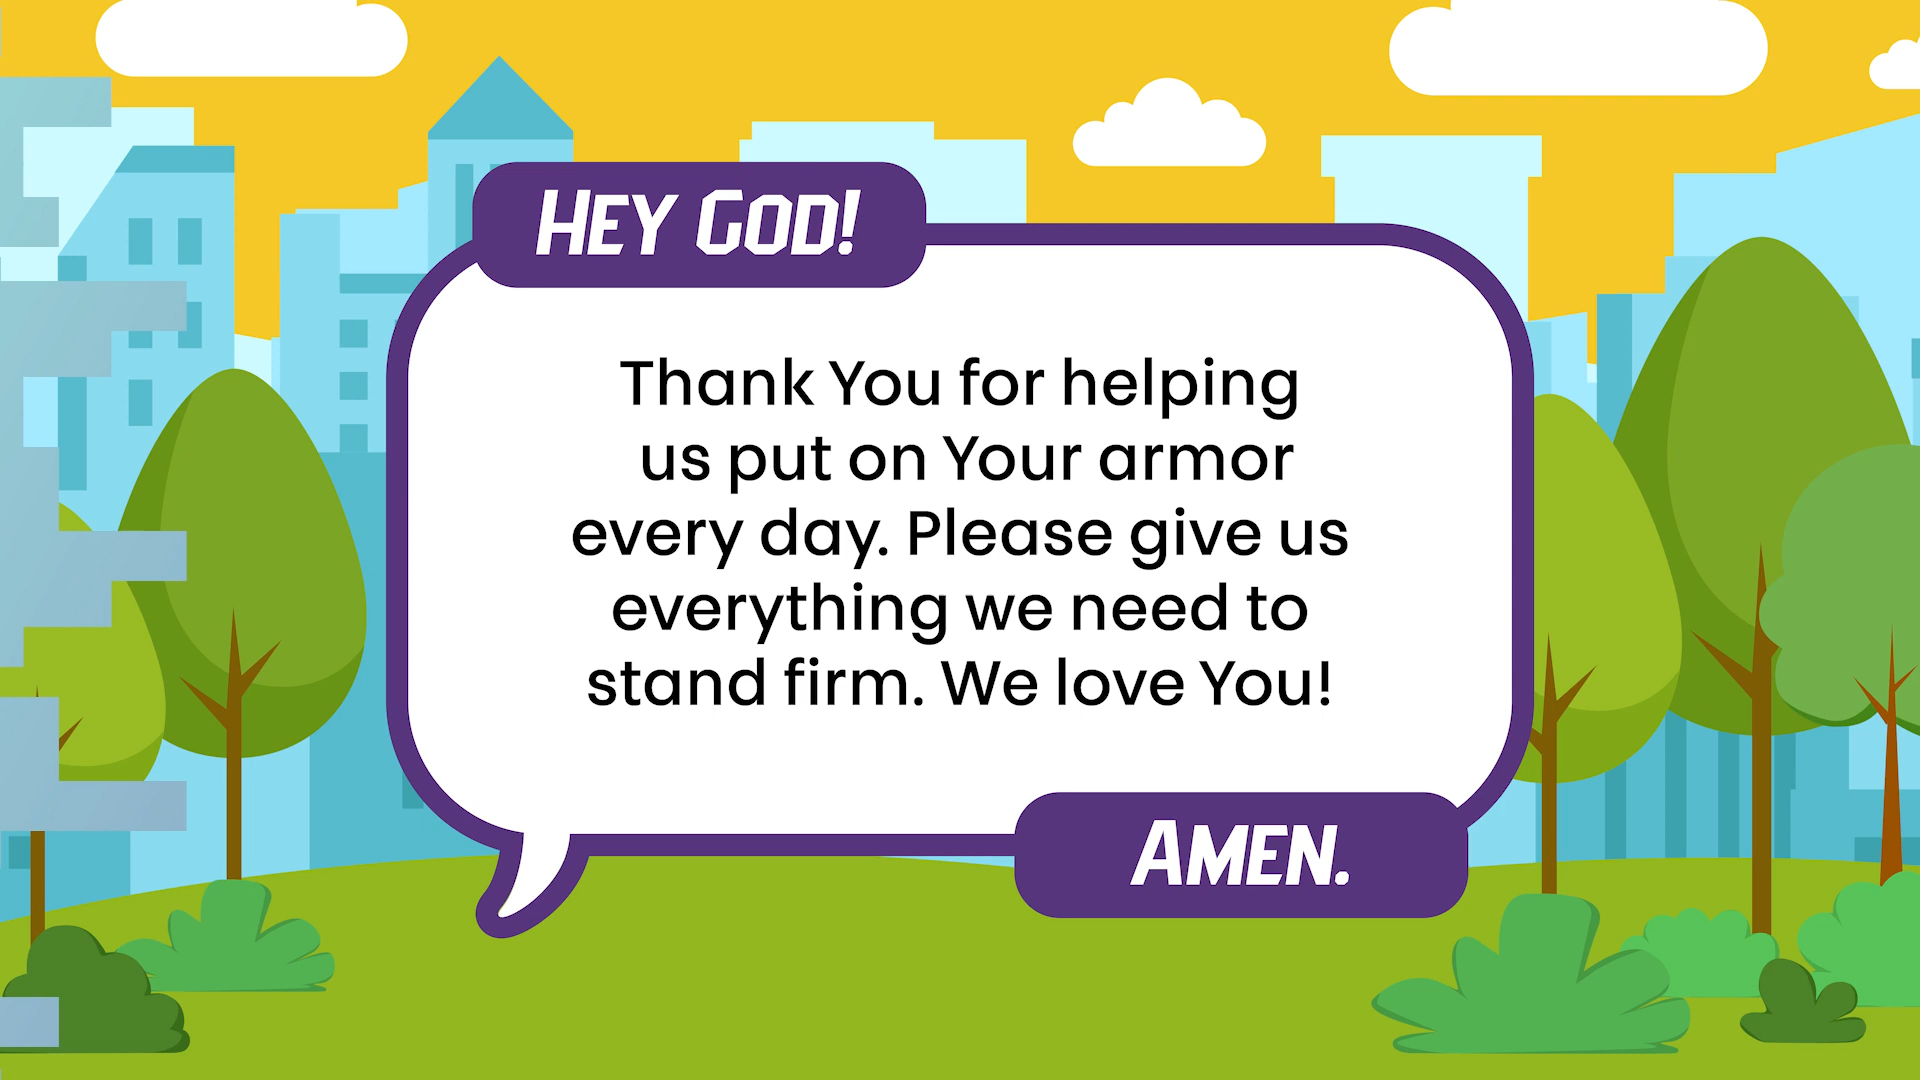 HEY GOD!
Thank You for helping
us put on Your armor
every day. Please give us
everything we need to
stand firm. We love You!
AMEN.